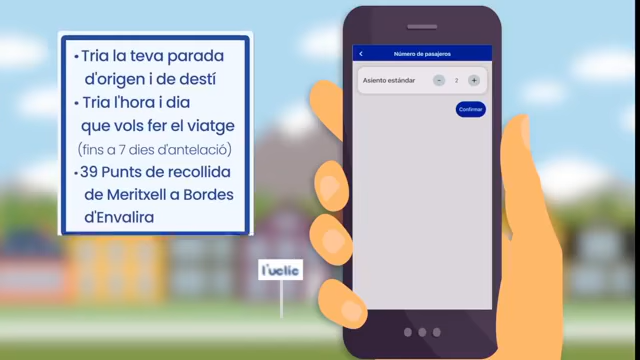 • Tria la teva parada
d'origen i de destí
• Tria l'hora i dia
que vols fer el viatge
(fins a 7 dies d'antelació)
• 39 Punts de recollida
de Meritxell a Bordes
d'Envalira
l'uclic
Número de pasajeros
Asiento estándar - 2 +
Confirmar